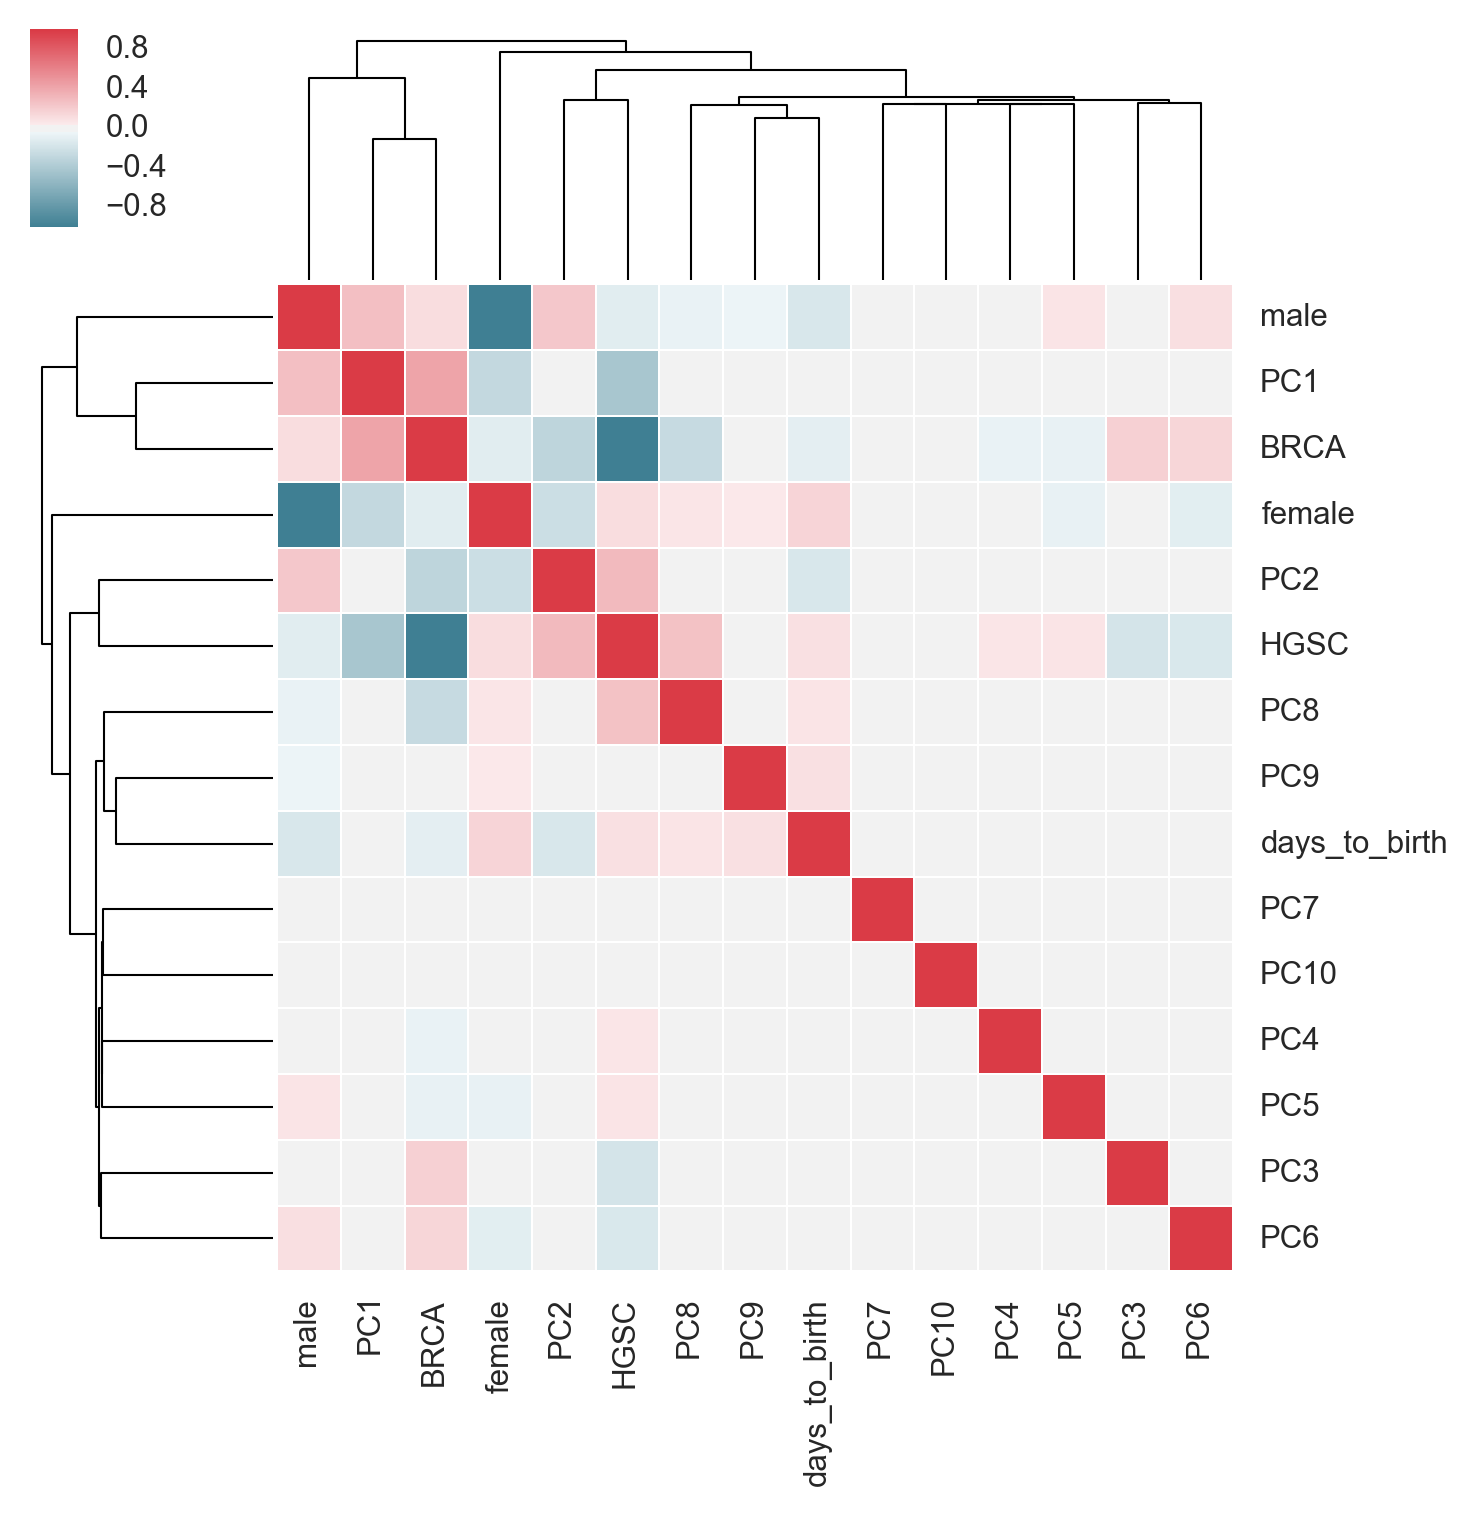 0.8
0.4
0.0
−0.4
−0.8
male
PC1
BRCA
female
PC2
HGSC
PC8
PC9
days_to_birth
PC7
PC10
PC4
PC5
PC3
PC6
male
PC1
BRCA
female
PC2
HGSC
PC8
PC9
days_to_birth
PC7
PC10
PC4
PC5
PC3
PC6